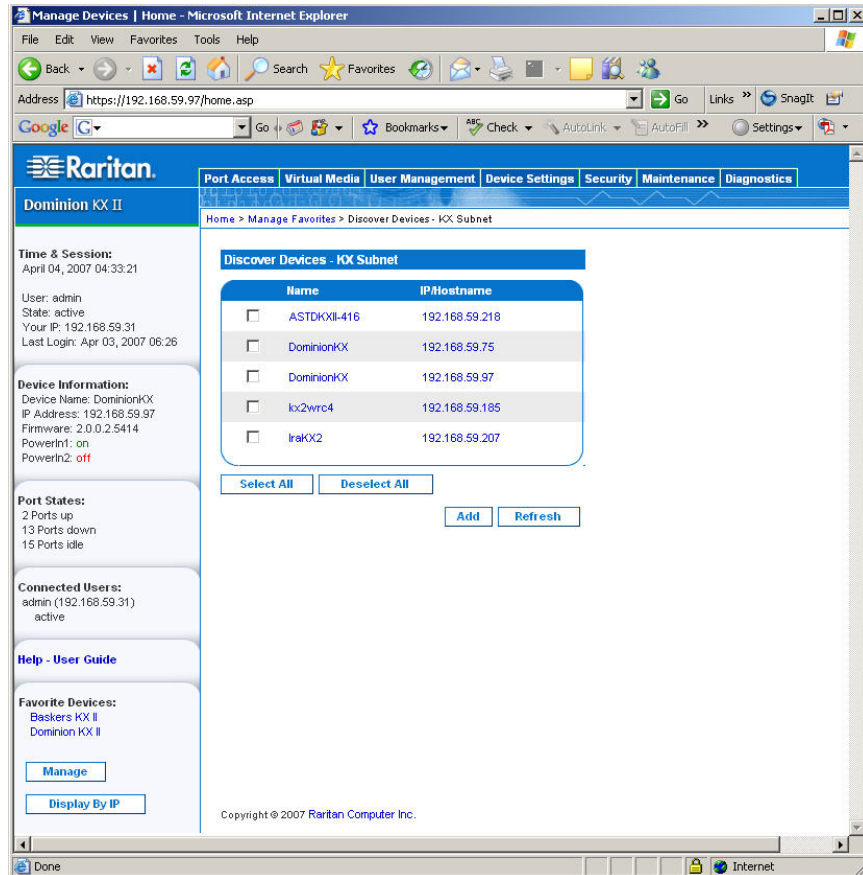 Manage Devices | Home - Microsoft Internet Explorer
File Edit View Favorites Tools Help
Back Search Favorites
Address https://192.168.59.97/home.asp Go Links » SnagIt
Google G Go Bookmarks ABC Check AutoLink AutoFill » Settings
Raritan.
Dominion KX II
Port Access Virtual Media User Management Device Settings Security Maintenance Diagnostics
Home > Manage Favorites > Discover Devices - KX Subnet
Time & Session:
April 04, 2007 04:33:21
User: admin
State: active
Your IP: 192.168.59.31
Last Login: Apr 03, 2007 06:26
Device Information:
Device Name: DominionKX
IP Address: 192.168.59.97
Firmware: 2.0.0.2.5414
PowerIn1: on
PowerIn2: off
Port States:
2 Ports up
13 Ports down
15 Ports idle
Connected Users:
admin (192.168.59.31)
active
Help - User Guide
Favorite Devices:
Baskers KX II
Dominion KX II
Manage
Display By IP
Discover Devices - KX Subnet
Name IP/Hostname
ASTDKXII-416 192.168.59.218
DominionKX 192.168.59.75
DominionKX 192.168.59.97
kx2wrc4 192.168.59.185
IraKX2 192.168.59.207
Select All Deselect All
Add Refresh
Copyright © 2007 Raritan Computer Inc.
Done Internet